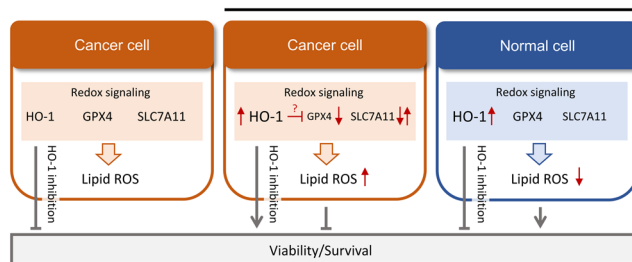 Cancer cell
Redox signaling
HO-1 GPX4 SLC7A11
HO-1 inhibition
Lipid ROS
Cancer cell
Redox signaling
HO-1 ? GPX4 SLC7A11
HO-1 inhibition
Lipid ROS
Normal cell
Redox signaling
HO-1 GPX4 SLC7A11
HO-1 inhibition
Lipid ROS
Viability/Survival